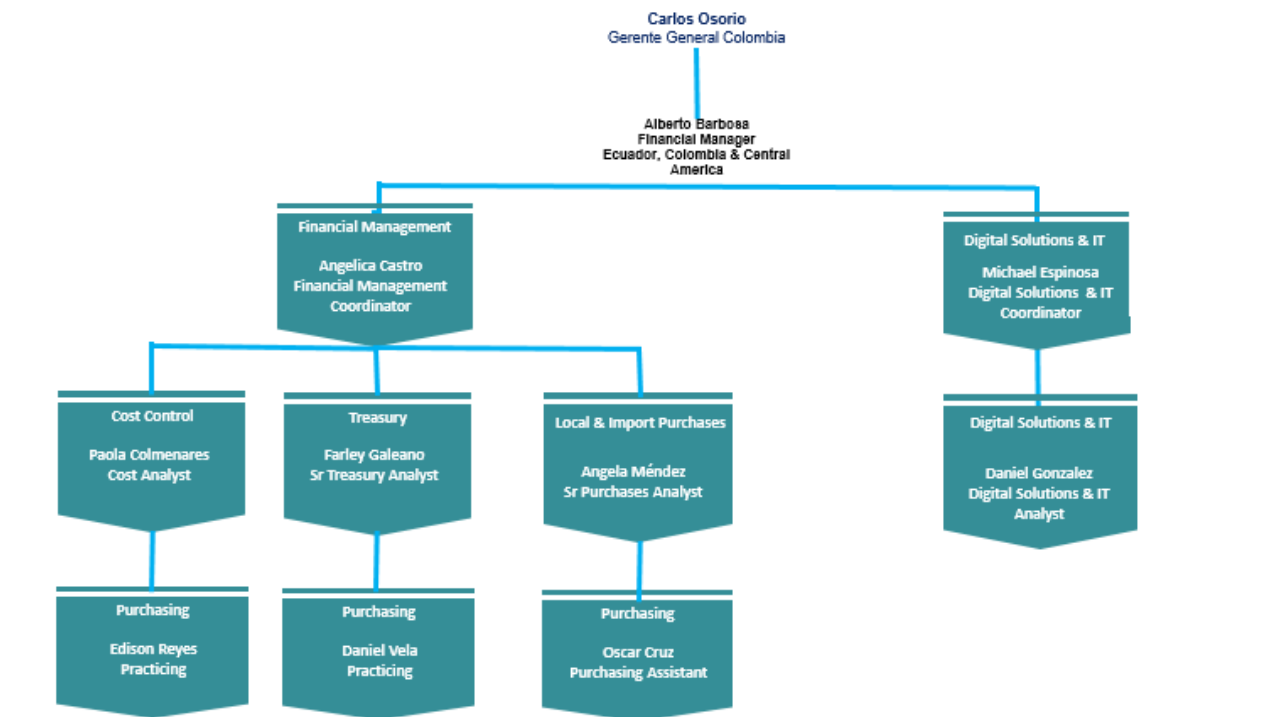 Carlos Osorio
Gerente General Colombia
Alberto Barbosa
Financial Manager
Ecuador, Colombia & Central
America
Financial Management
Angelica Castro
Financial Management
Coordinator
Digital Solutions & IT
Michael Espinosa
Digital Solutions & IT
Coordinator
Cost Control
Paola Colmenares
Cost Analyst
Treasury
Farley Galeano
Sr Treasury Analyst
Local & Import Purchases
Angela Méndez
Sr Purchases Analyst
Digital Solutions & IT
Daniel Gonzalez
Digital Solutions & IT
Analyst
Purchasing
Edison Reyes
Practicing
Purchasing
Daniel Vela
Practicing
Purchasing
Oscar Cruz
Purchasing Assistant